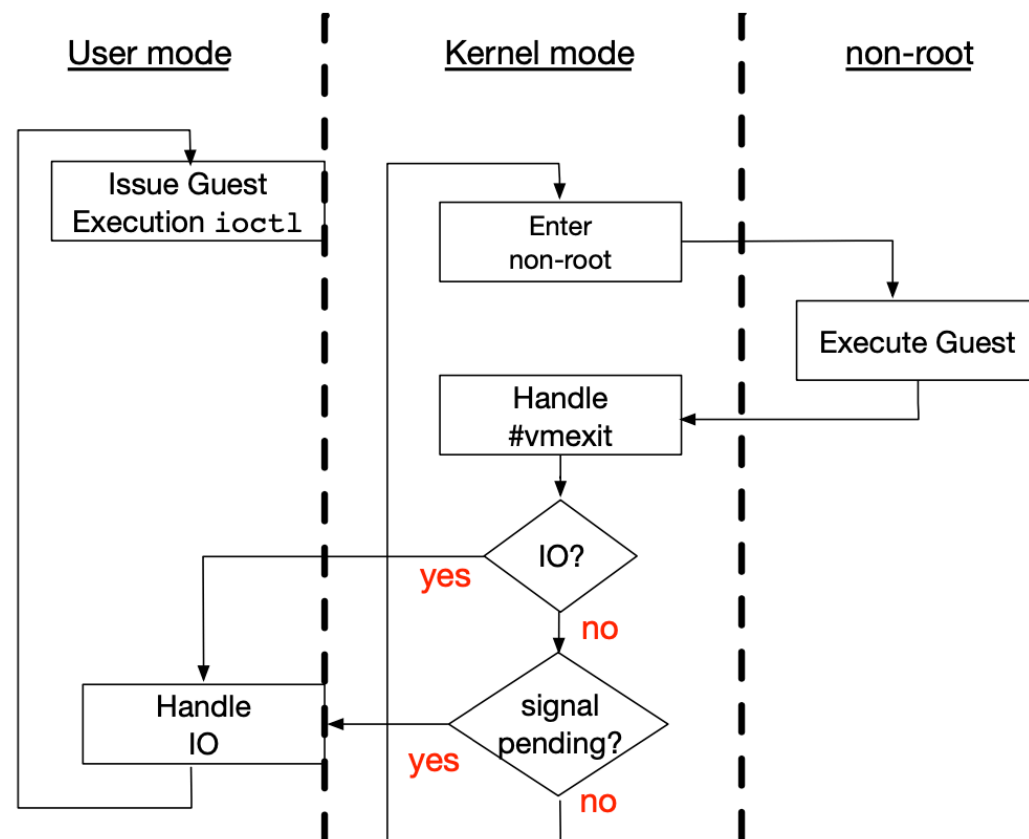 User mode
Kernel mode
non-root
Issue Guest
Execution ioctl
Enter
non-root
Execute Guest
Handle
#vmexit
IO?
yes
no
Handle
IO
signal
pending?
yes
no